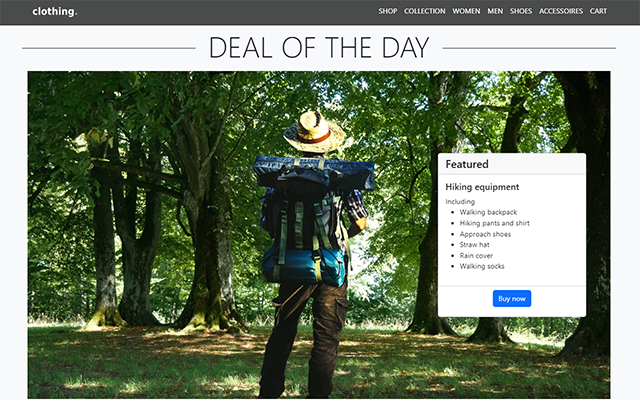 clothing.
SHOP COLLECTION WOMEN MEN SHOES ACCESSOIRES CART
DEAL OF THE DAY
Featured
Hiking equipment
Including
Walking backpack
Hiking pants and shirt
Approach shoes
Straw hat
Rain cover
Walking socks
Buy now